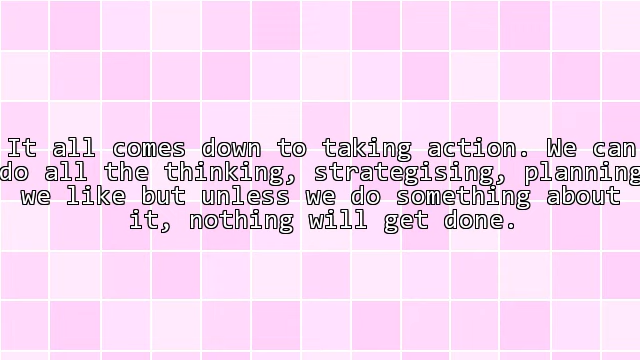 It all comes down to taking action. We can
do all the thinking, strategising, planning
we like but unless we do something about
it, nothing will get done.